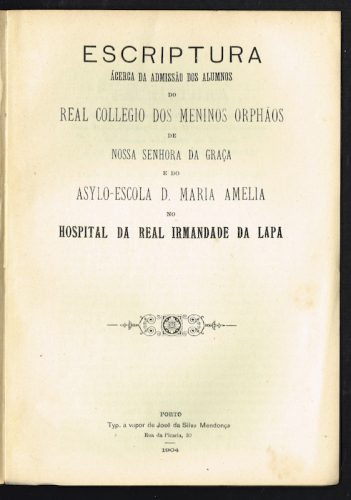 ESCRIPTURA
ÁCERCA DA ADMISSÃO DOS ALUMNOS
DO
REAL COLLEGIO DOS MENINOS ORPHÃOS
DE
NOSSA SENHORA DA GRAÇA
E DO
ASYLO-ESCOLA D. MARIA AMELIA
NO
HOSPITAL DA REAL IRMANDADE DA LAPA
PORTO
Typ. a vapor de José da Silva Mendonça
Rua da Picaria, 30
1904